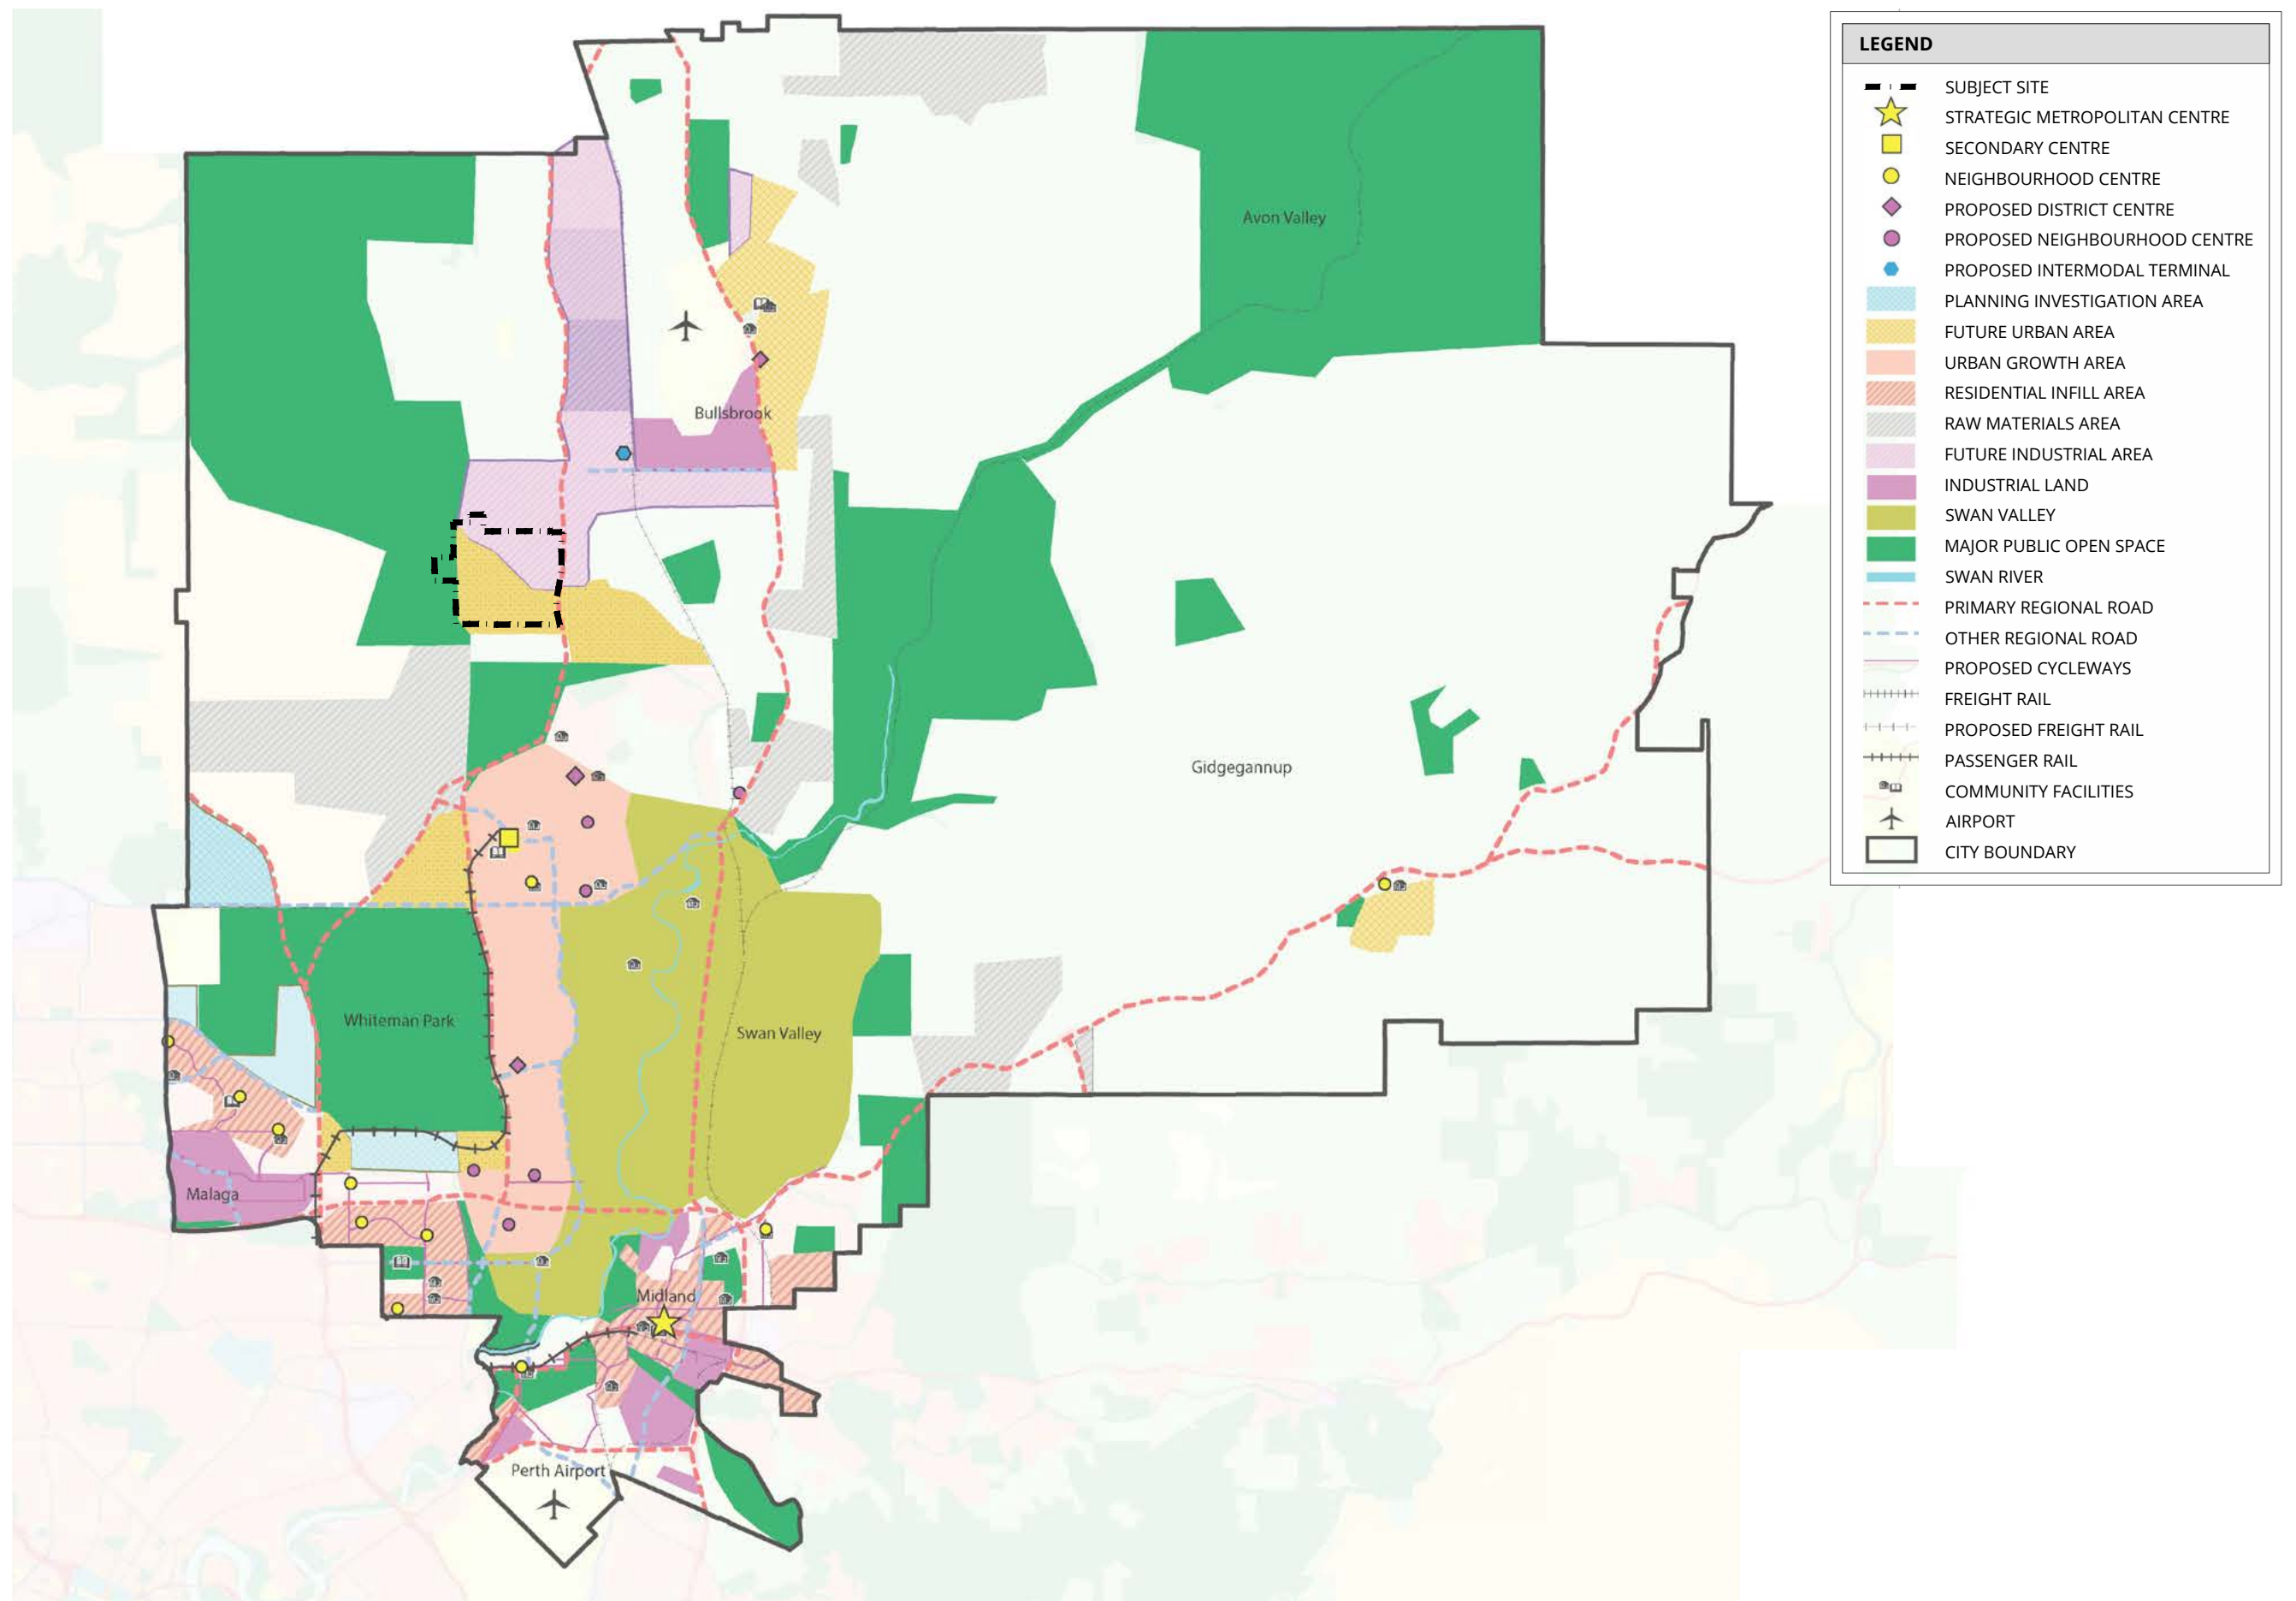 LEGEND
SUBJECT SITE
STRATEGIC METROPOLITAN CENTRE
SECONDARY CENTRE
NEIGHBOURHOOD CENTRE
PROPOSED DISTRICT CENTRE
PROPOSED NEIGHBOURHOOD CENTRE
PROPOSED INTERMODAL TERMINAL
PLANNING INVESTIGATION AREA
FUTURE URBAN AREA
URBAN GROWTH AREA
RESIDENTIAL INFILL AREA
RAW MATERIALS AREA
FUTURE INDUSTRIAL AREA
INDUSTRIAL LAND
SWAN VALLEY
MAJOR PUBLIC OPEN SPACE
SWAN RIVER
PRIMARY REGIONAL ROAD
OTHER REGIONAL ROAD
PROPOSED CYCLEWAYS
FREIGHT RAIL
PROPOSED FREIGHT RAIL
PASSENGER RAIL
COMMUNITY FACILITIES
AIRPORT
CITY BOUNDARY
Avon Valley
Bullsbrook
Gidgegannup
Whiteman Park
Swan Valley
Malaga
Midland
Perth Airport